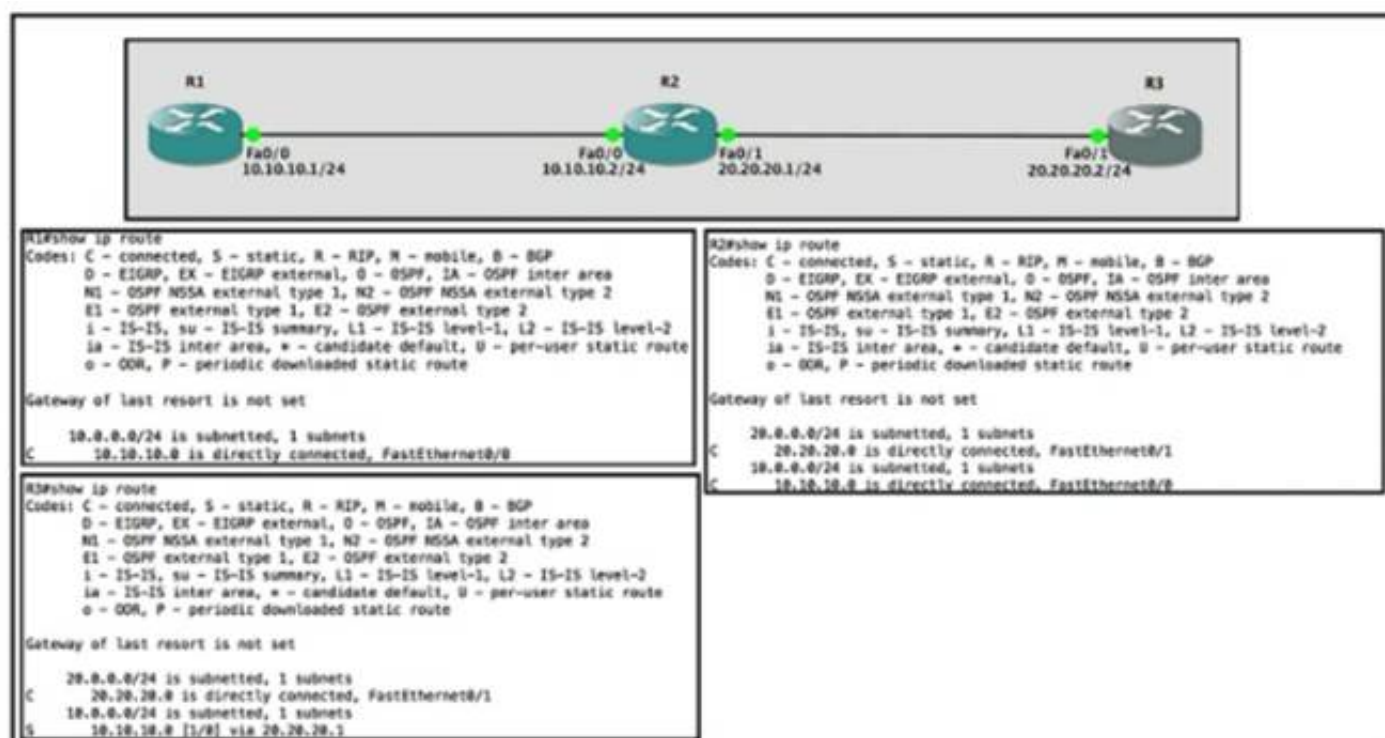 R1
R2
R3
Fa0/0
10.10.10.1/24
Fa0/0
10.10.10.2/24
Fa0/1
20.20.20.1/24
Fa0/1
20.20.20.2/24
R1#show ip route
Codes: C - connected, S - static, R - RIP, M - mobile, B - BGP
D - EIGRP, EX - EIGRP external, O - OSPF, IA - OSPF inter area
N1 - OSPF NSSA external type 1, N2 - OSPF NSSA external type 2
E1 - OSPF external type 1, E2 - OSPF external type 2
i - IS-IS, su - IS-IS summary, L1 - IS-IS level-1, L2 - IS-IS level-2
ia - IS-IS inter area, * - candidate default, U - per-user static route
o - ODR, P - periodic downloaded static route
Gateway of last resort is not set
10.0.0.0/24 is subnetted, 1 subnets
C 10.10.10.0 is directly connected, FastEthernet0/0
R2#show ip route
Codes: C - connected, S - static, R - RIP, M - mobile, B - BGP
D - EIGRP, EX - EIGRP external, O - OSPF, IA - OSPF inter area
N1 - OSPF NSSA external type 1, N2 - OSPF NSSA external type 2
E1 - OSPF external type 1, E2 - OSPF external type 2
i - IS-IS, su - IS-IS summary, L1 - IS-IS level-1, L2 - IS-IS level-2
ia - IS-IS inter area, * - candidate default, U - per-user static route
o - ODR, P - periodic downloaded static route
Gateway of last resort is not set
20.0.0.0/24 is subnetted, 1 subnets
C 20.20.20.0 is directly connected, FastEthernet0/1
10.0.0.0/24 is subnetted, 1 subnets
C 10.10.10.0 is directly connected, FastEthernet0/0
R3#show ip route
Codes: C - connected, S - static, R - RIP, M - mobile, B - BGP
D - EIGRP, EX - EIGRP external, O - OSPF, IA - OSPF inter area
N1 - OSPF NSSA external type 1, N2 - OSPF NSSA external type 2
E1 - OSPF external type 1, E2 - OSPF external type 2
i - IS-IS, su - IS-IS summary, L1 - IS-IS level-1, L2 - IS-IS level-2
ia - IS-IS inter area, * - candidate default, U - per-user static route
o - ODR, P - periodic downloaded static route
Gateway of last resort is not set
20.0.0.0/24 is subnetted, 1 subnets
C 20.20.20.0 is directly connected, FastEthernet0/1
10.0.0.0/24 is subnetted, 1 subnets
S 10.10.10.0 [1/0] via 20.20.20.1